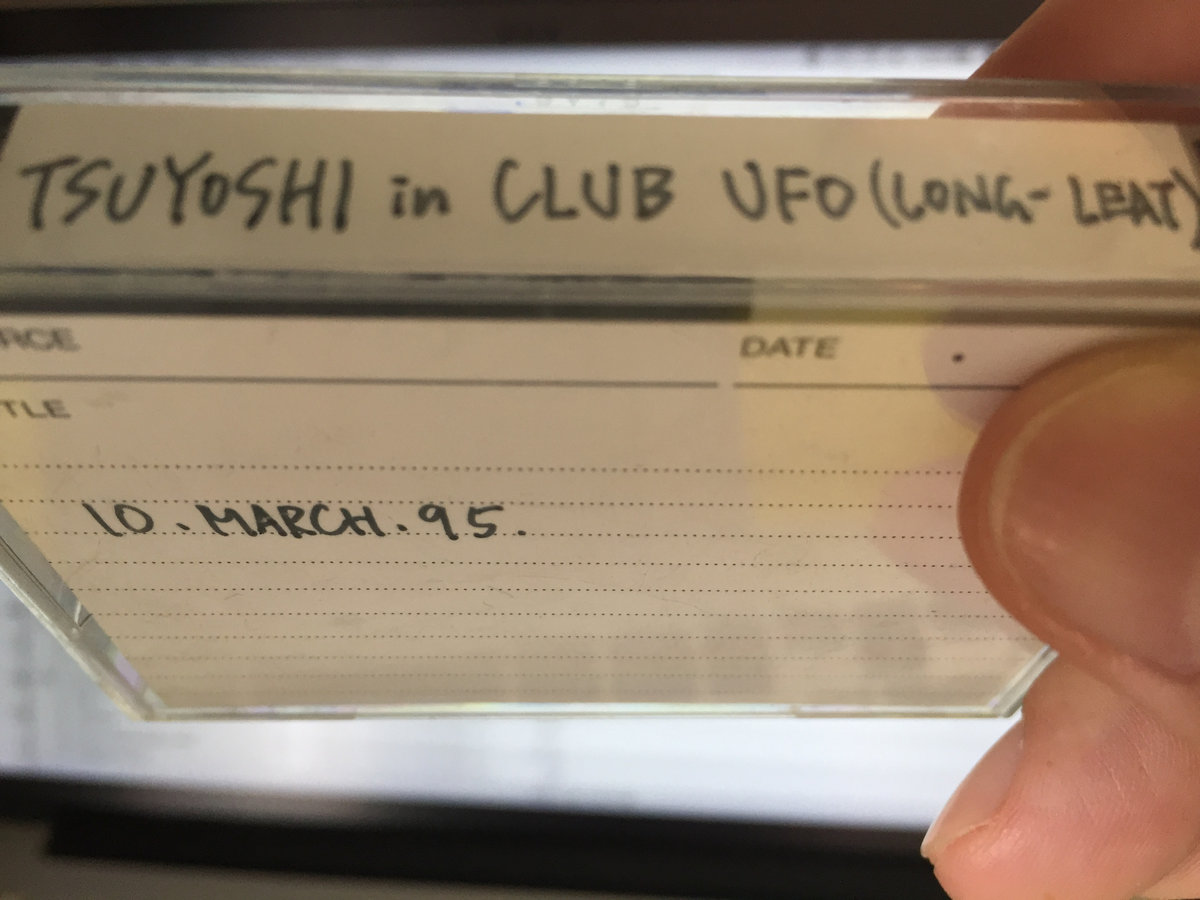 TSUYOSHI in CLUB UFO (LONG-LEAT)
RCE
DATE
TLE
10.MARCH.95.